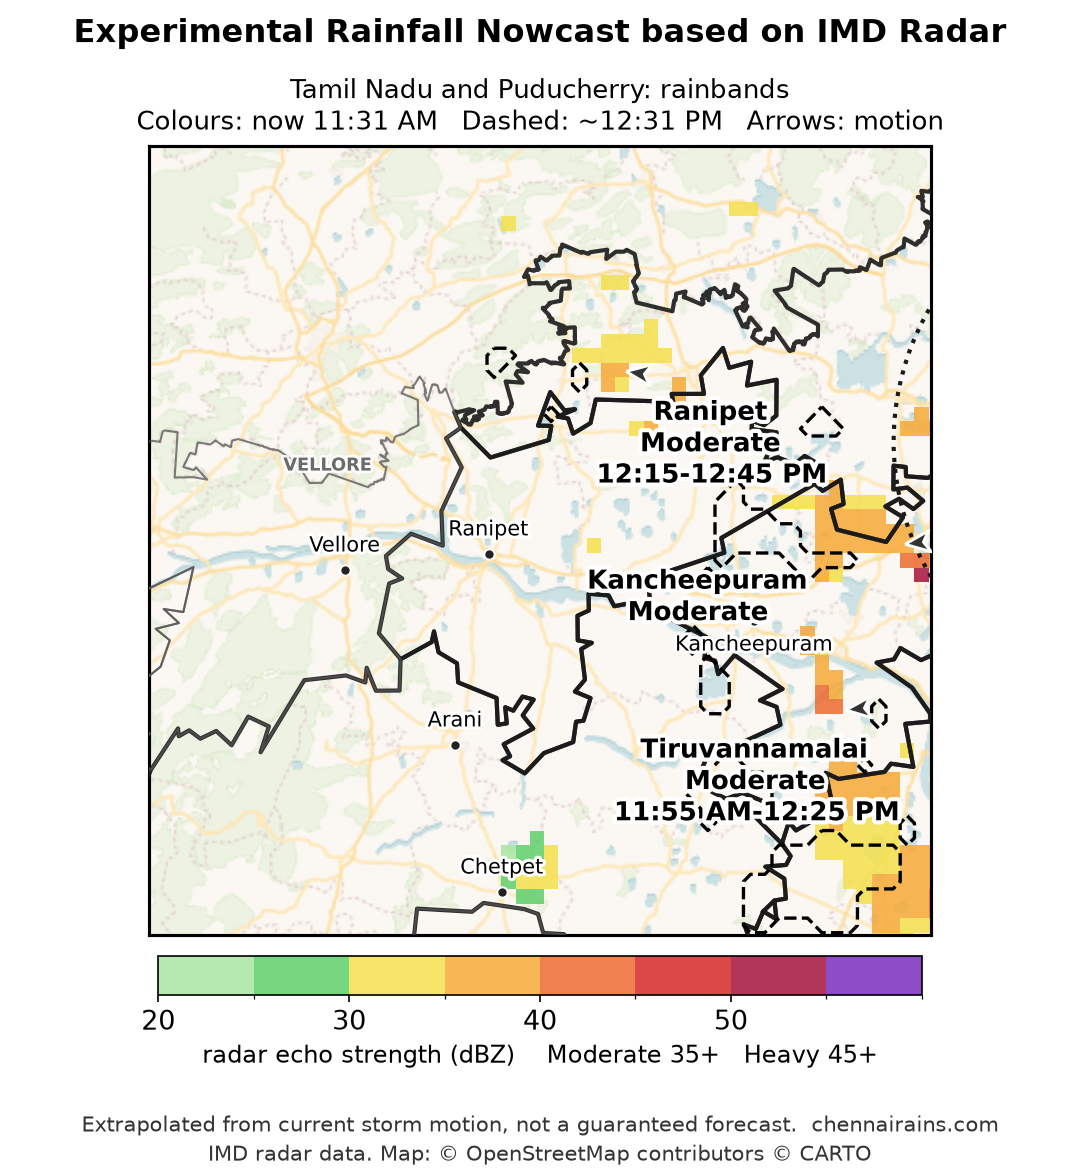 Experimental Rainfall Nowcast based on IMD Radar
Tamil Nadu and Puducherry: rainbands
Colours: now 11:31 AM   Dashed: ~12:31 PM   Arrows: motion
Ranipet
Moderate
12:15-12:45 PM
VELLORE
Ranipet
Vellore
Kancheepuram
Moderate
Kancheepuram
Arani
Tiruvannamalai
Moderate
11:55 AM-12:25 PM
Chetpet
20 30 40 50
radar echo strength (dBZ)    Moderate 35+   Heavy 45+
Extrapolated from current storm motion, not a guaranteed forecast.  chennairains.com
IMD radar data. Map: © OpenStreetMap contributors © CARTO